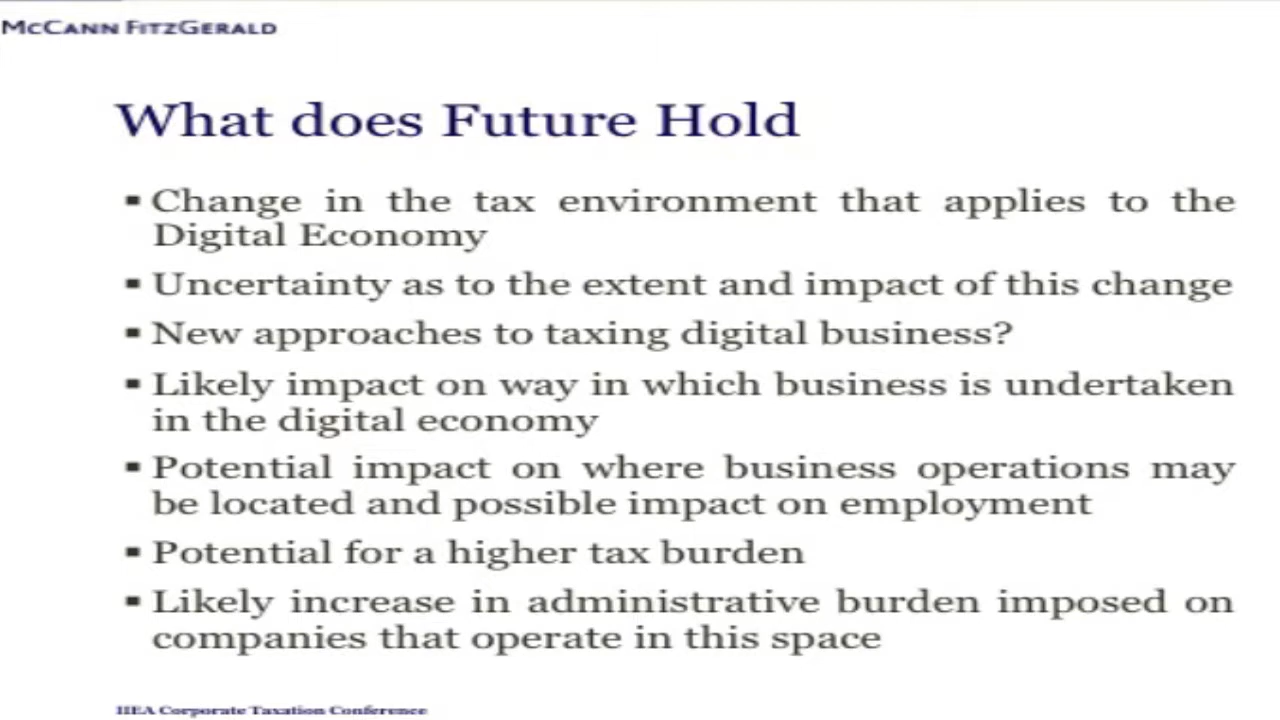 McCann FitzGerald
What does Future Hold
▪ Change in the tax environment that applies to the
Digital Economy
▪ Uncertainty as to the extent and impact of this change
▪ New approaches to taxing digital business?
▪ Likely impact on way in which business is undertaken
in the digital economy
▪ Potential impact on where business operations may
be located and possible impact on employment
▪ Potential for a higher tax burden
▪ Likely increase in administrative burden imposed on
companies that operate in this space
IIEA Corporate Taxation Conference